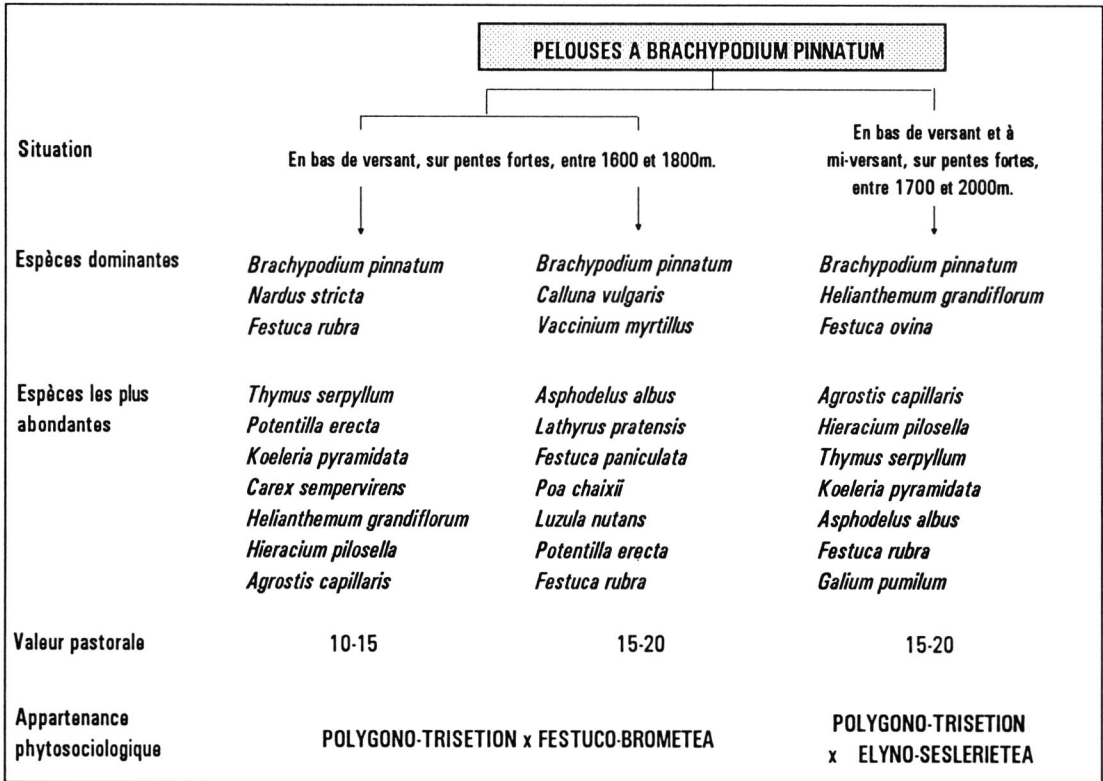 PELOUSES A BRACHYPODIUM PINNATUM
Situation
En bas de versant, sur pentes fortes, entre 1600 et 1800m.
En bas de versant et à
mi-versant, sur pentes fortes,
entre 1700 et 2000m.
Espèces dominantes
Brachypodium pinnatum
Nardus stricta
Festuca rubra
Brachypodium pinnatum
Calluna vulgaris
Vaccinium myrtillus
Brachypodium pinnatum
Helianthemum grandiflorum
Festuca ovina
Espèces les plus
abondantes
Thymus serpyllum
Potentilla erecta
Koeleria pyramidata
Carex sempervirens
Helianthemum grandiflorum
Hieracium pilosella
Agrostis capillaris
Asphodelus albus
Lathyrus pratensis
Festuca paniculata
Poa chaixii
Luzula nutans
Potentilla erecta
Festuca rubra
Agrostis capillaris
Hieracium pilosella
Thymus serpyllum
Koeleria pyramidata
Asphodelus albus
Festuca rubra
Galium pumilum
Valeur pastorale
10-15
15-20
15-20
Appartenance
phytosociologique
POLYGONO-TRISETION x FESTUCO-BROMETEA
POLYGONO-TRISETION
x ELYNO-SESLERIETEA